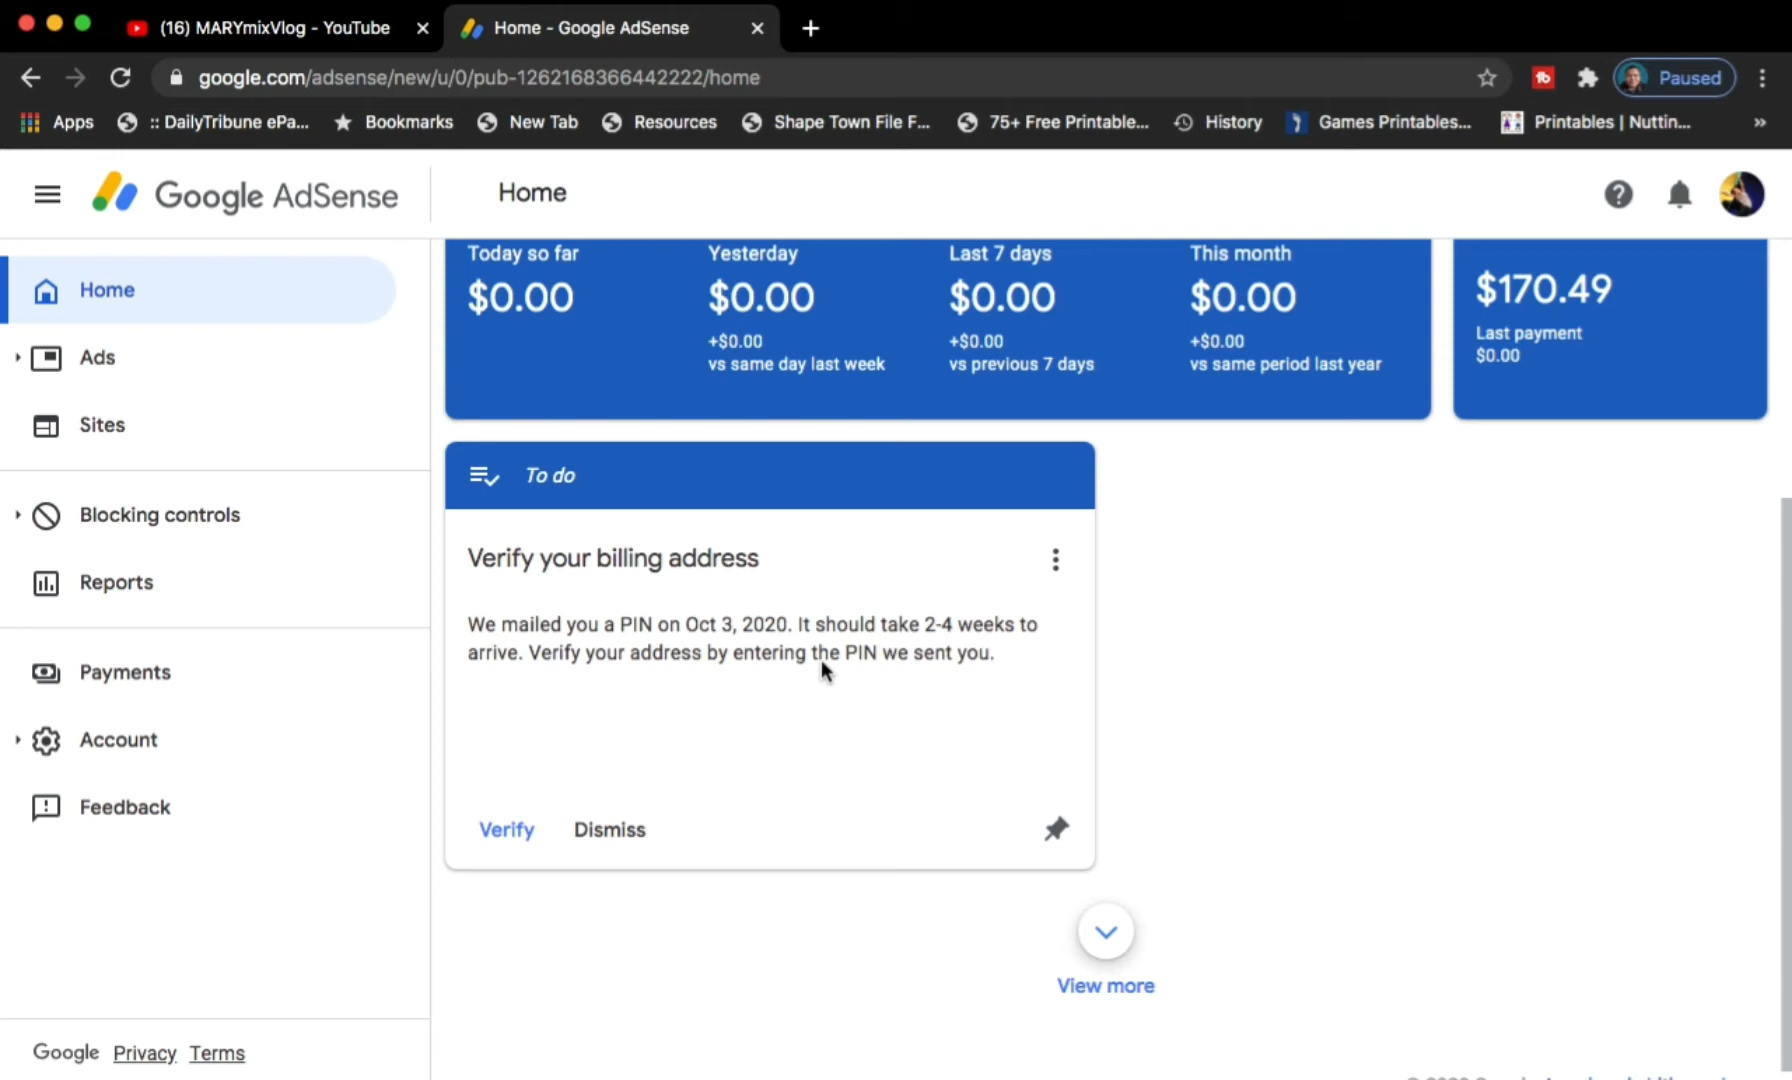 (16) MARYmixVlog - YouTube
Home - Google AdSense
google.com/adsense/new/u/0/pub-1262168366442222/home
Paused
Apps
:: DailyTribune ePa...
Bookmarks
New Tab
Resources
Shape Town File F...
75+ Free Printable...
History
Games Printables...
Printables | Nuttin...
»
Google AdSense
Home
Home
Ads
Sites
Blocking controls
Reports
Payments
Account
Feedback
Google Privacy Terms
Today so far
$0.00
Yesterday
$0.00
+$0.00
vs same day last week
Last 7 days
$0.00
+$0.00
vs previous 7 days
This month
$0.00
+$0.00
vs same period last year
$170.49
Last payment
$0.00
To do
Verify your billing address
We mailed you a PIN on Oct 3, 2020. It should take 2-4 weeks to
arrive. Verify your address by entering the PIN we sent you.
Verify
Dismiss
View more